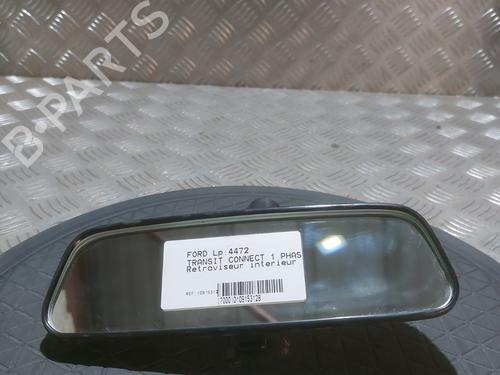 B-PARTS
FORD Lp 4472
TRANSIT CONNECT 1 PHAS
Retroviseur interieur